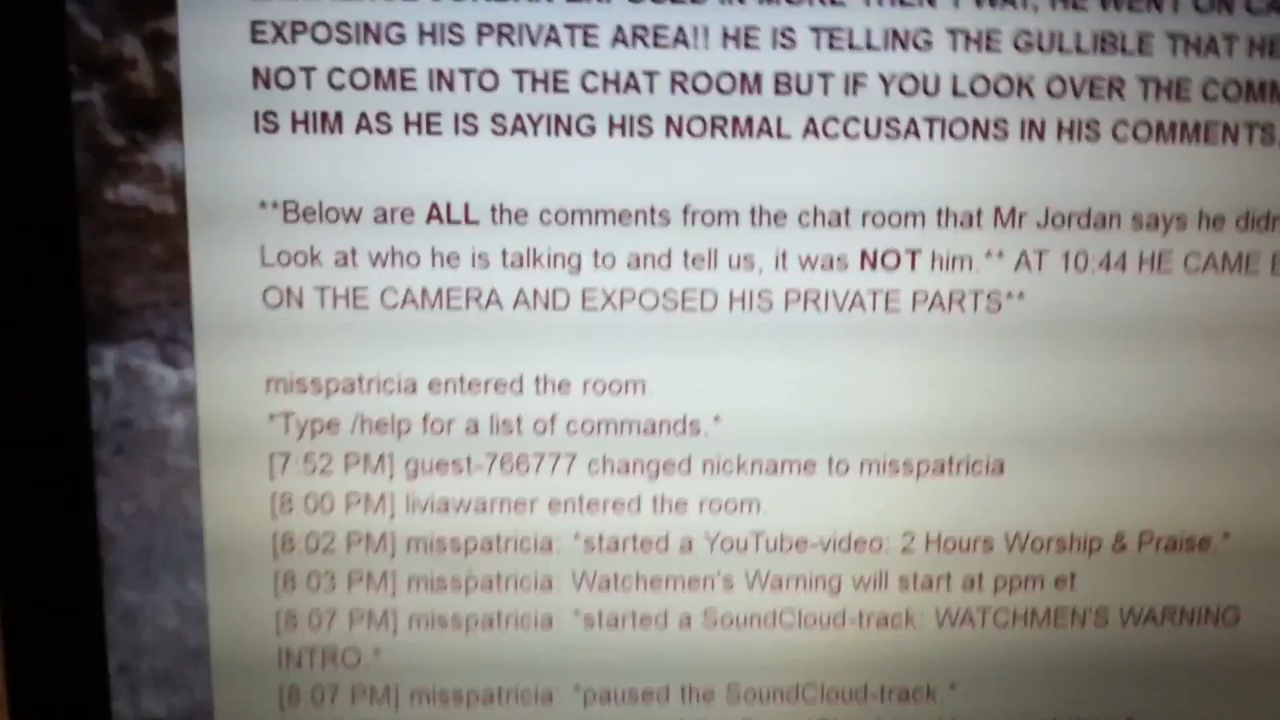 EXPOSING HIS PRIVATE AREA!! HE IS TELLING THE GULLIBLE THAT HE
NOT COME INTO THE CHAT ROOM BUT IF YOU LOOK OVER THE COMM
IS HIM AS HE IS SAYING HIS NORMAL ACCUSATIONS IN HIS COMMENTS.
**Below are ALL the comments from the chat room that Mr Jordan says he didn
Look at who he is talking to and tell us, it was NOT him.** AT 10:44 HE CAME
ON THE CAMERA AND EXPOSED HIS PRIVATE PARTS**
misspatricia entered the room.
*Type /help for a list of commands.*
[7:52 PM] guest-766777 changed nickname to misspatricia
[8:00 PM] liviawarner entered the room.
[8:02 PM] misspatricia: *started a YouTube-video: 2 Hours Worship & Praise.*
[8:03 PM] misspatricia: Watchemen's Warning will start at ppm et
[8:07 PM] misspatricia: *started a SoundCloud-track: WATCHMEN'S WARNING
INTRO.*
[8:07 PM] misspatricia: *paused the SoundCloud-track.*